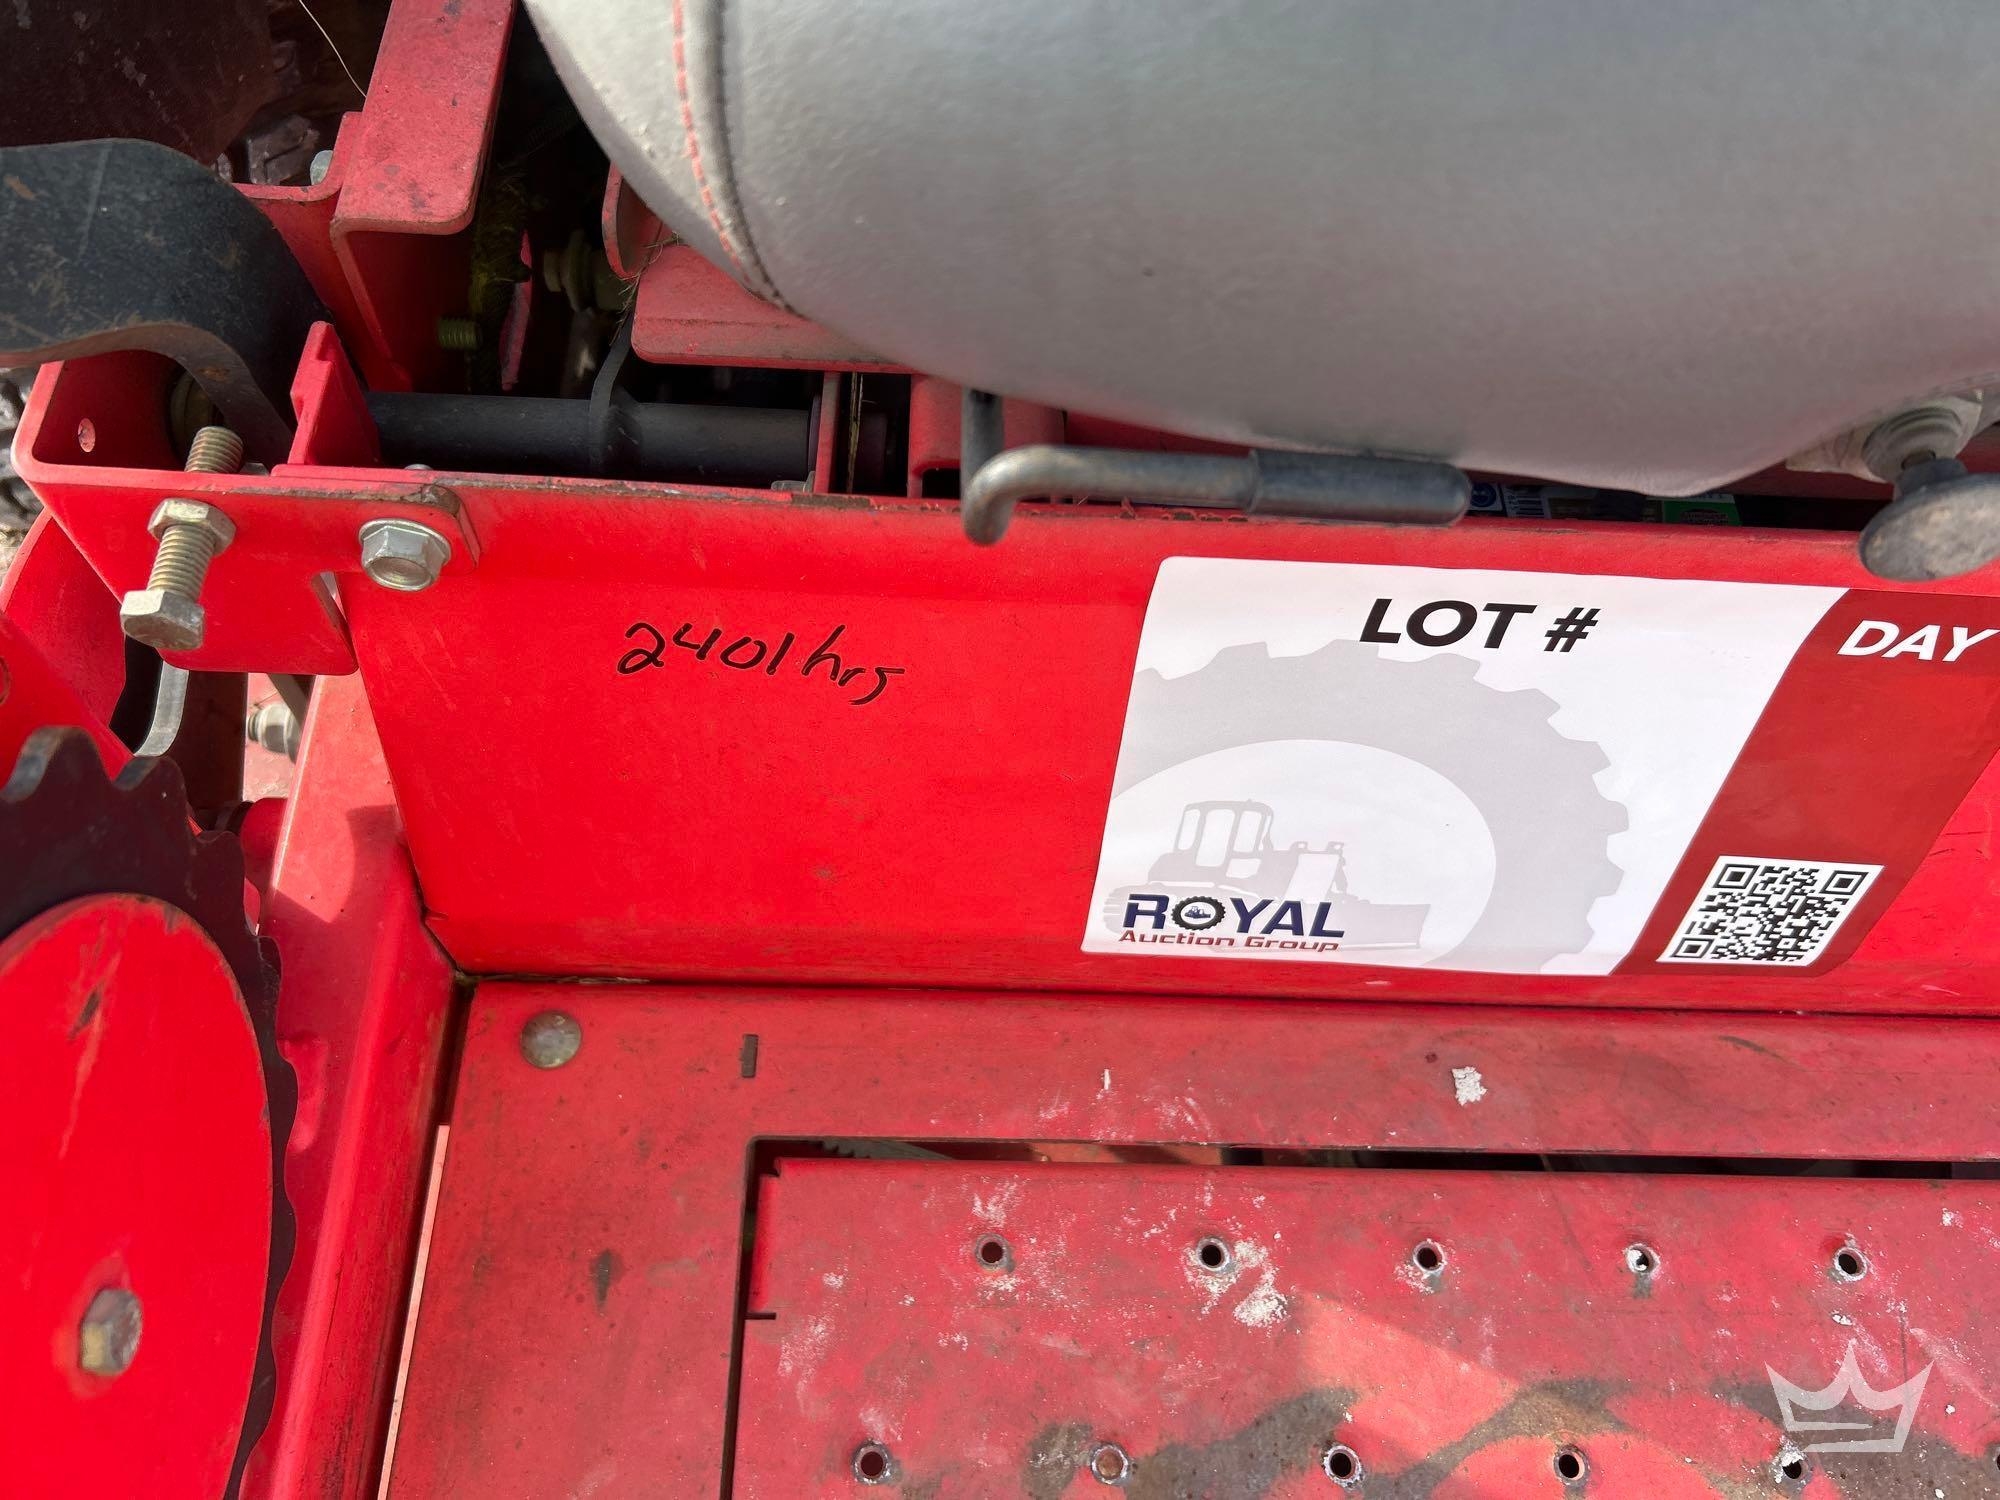 2401hrs
LOT #
DAY
ROYAL
Auction Group